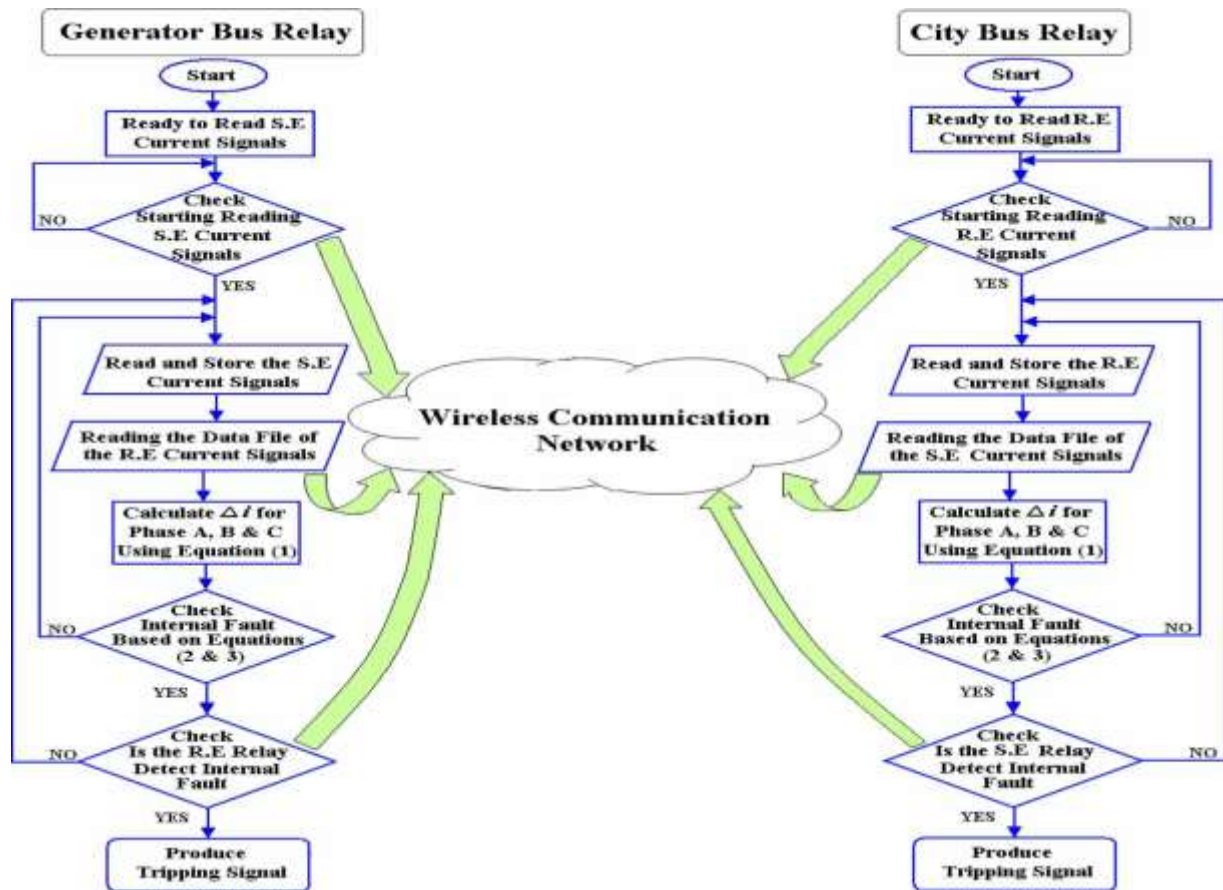 Generator Bus Relay
Start
Ready to Read S.E
Current Signals
Check
Starting Reading
S.E Current
Signals
NO
YES
Read and Store the S.E
Current Signals
Reading the Data File of
the R.E Current Signals
Calculate △i for
Phase A, B & C
Using Equation (1)
Check
Internal Fault
Based on Equations
(2 & 3)
NO
YES
Check
Is the R.E Relay
Detect Internal
Fault
NO
YES
Produce
Tripping Signal
Wireless Communication
Network
City Bus Relay
Start
Ready to Read R.E
Current Signals
Check
Starting Reading
R.E Current
Signals
NO
YES
Read and Store the R.E
Current Signals
Reading the Data File of
the S.E Current Signals
Calculate △i for
Phase A, B & C
Using Equation (1)
Check
Internal Fault
Based on Equations
(2 & 3)
NO
YES
Check
Is the S.E Relay
Detect Internal
Fault
NO
YES
Produce
Tripping Signal